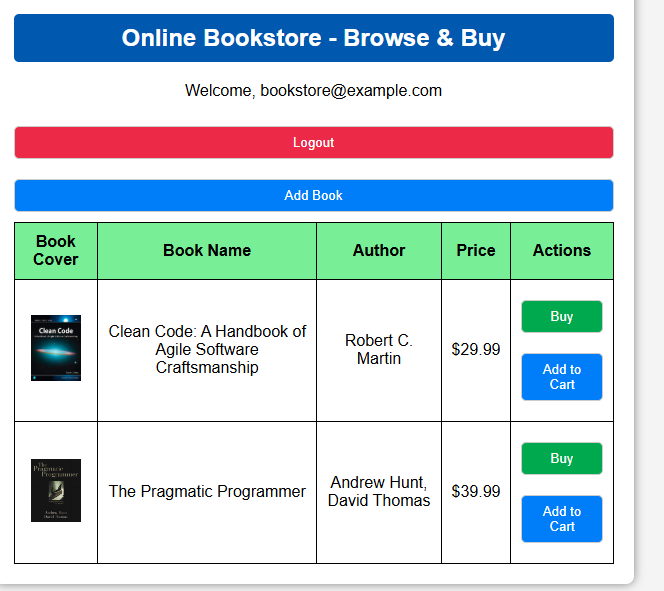 Online Bookstore - Browse & Buy
Welcome, bookstore@example.com
Logout
Add Book
Book
Cover
Book Name
Author
Price
Actions
Clean Code
Clean Code: A Handbook of
Agile Software
Craftsmanship
Robert C.
Martin
$29.99
Buy
Add to
Cart
The
Pragmatic
Programmer
The Pragmatic Programmer
Andrew Hunt,
David Thomas
$39.99
Buy
Add to
Cart